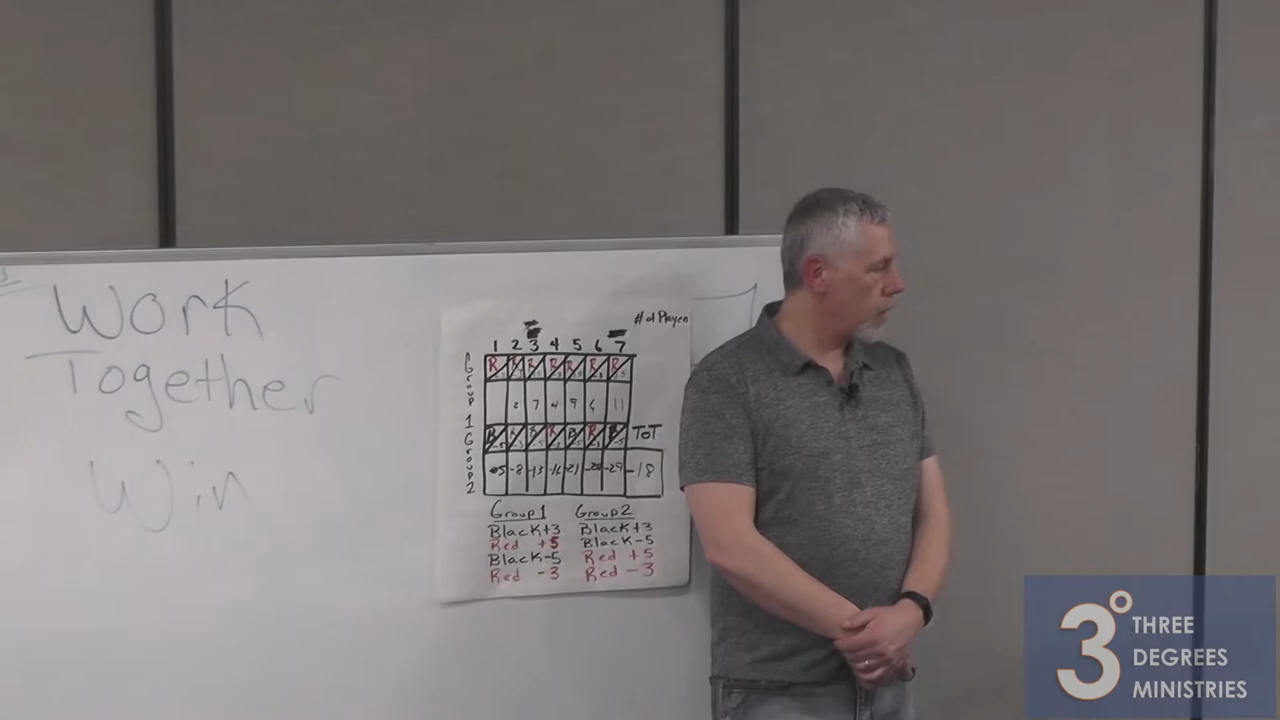 Work
Together
Win
# of Player
1 2 3 4 5 6 7
Group 1
R R R R R R R
2 7 4 9 6 11
Group 2
B R B R B R B
TOT
-5 -8 -13 -16 -21 -29 -18
Group 1
Black+3
Red +5
Black-5
Red -3
Group 2
Black+3
Black-5
Red +5
Red -3
3°
THREE
DEGREES
MINISTRIES